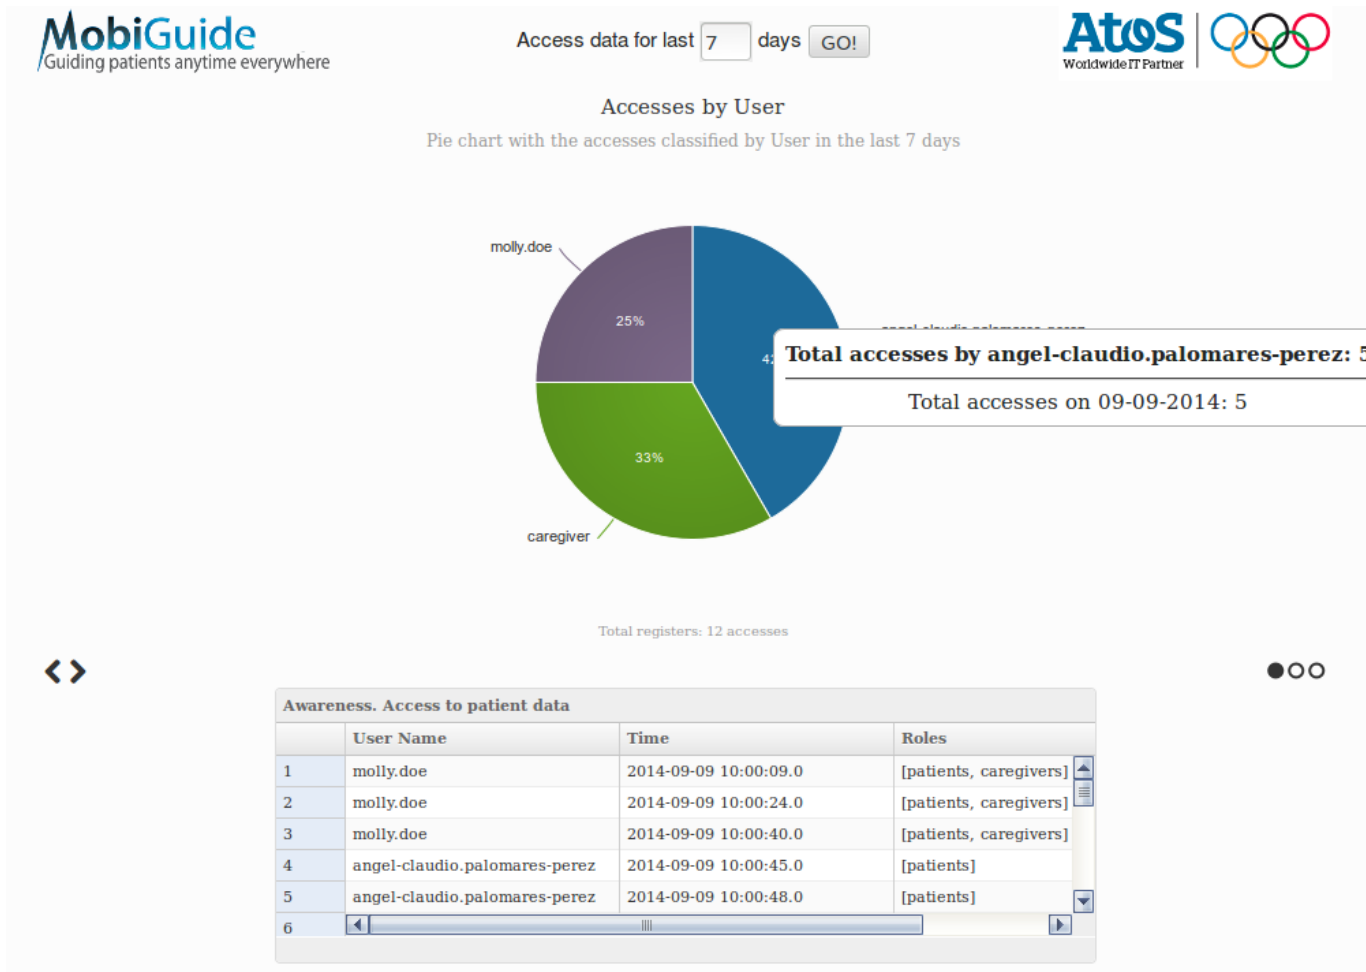 MobiGuide
Guiding patients anytime everywhere
Access data for last 7 days GO!
Atos
Worldwide IT Partner
Accesses by User
Pie chart with the accesses classified by User in the last 7 days
molly.doe
25%
angel-claudio.palomares-perez
Total accesses by angel-claudio.palomares-perez: 5
Total accesses on 09-09-2014: 5
33%
caregiver
Total registers: 12 accesses
Awareness. Access to patient data
User Name Time Roles
1 molly.doe 2014-09-09 10:00:09.0 [patients, caregivers]
2 molly.doe 2014-09-09 10:00:24.0 [patients, caregivers]
3 molly.doe 2014-09-09 10:00:40.0 [patients, caregivers]
4 angel-claudio.palomares-perez 2014-09-09 10:00:45.0 [patients]
5 angel-claudio.palomares-perez 2014-09-09 10:00:48.0 [patients]
6